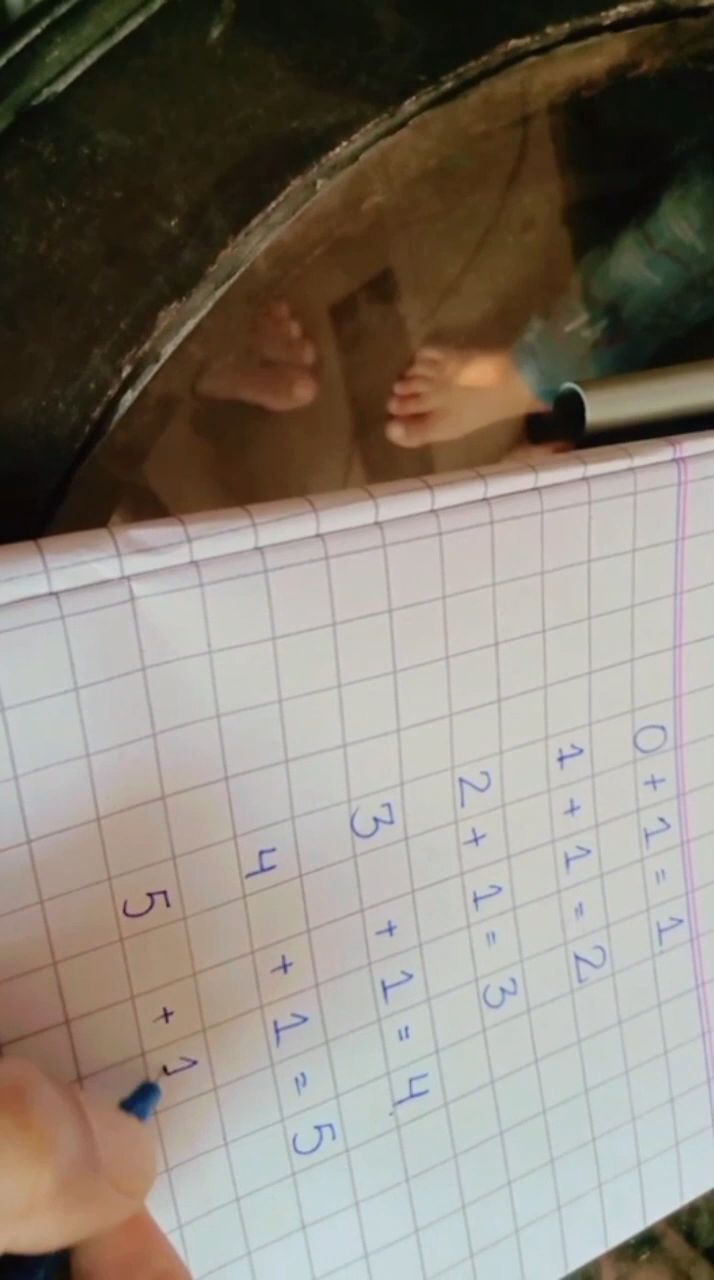 0 + 1 = 1
1 + 1 = 2
2 + 1 = 3
3 + 1 = 4
4 + 1 = 5
5 + 1